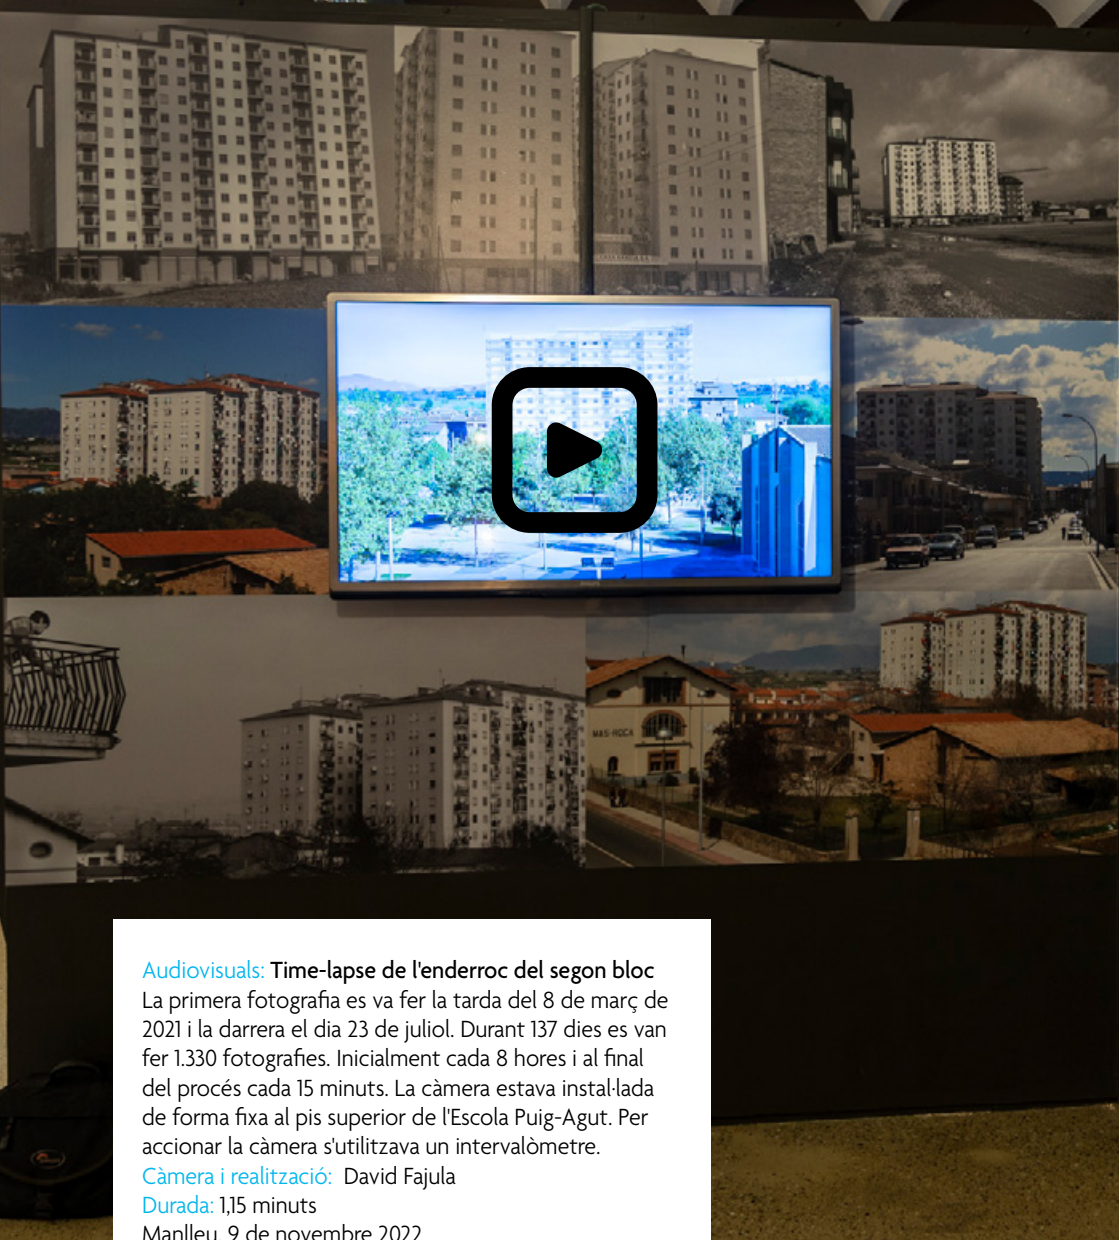 MAS-ROCA
Audiovisuals: Time-lapse de l'enderroc del segon bloc
La primera fotografia es va fer la tarda del 8 de març de
2021 i la darrera el dia 23 de juliol. Durant 137 dies es van
fer 1.330 fotografies. Inicialment cada 8 hores i al final
del procés cada 15 minuts. La càmera estava instal·lada
de forma fixa al pis superior de l'Escola Puig-Agut. Per
accionar la càmera s'utilitzava un intervalòmetre.
Càmera i realització: David Fajula
Durada: 1,15 minuts
Manlleu, 9 de novembre 2022